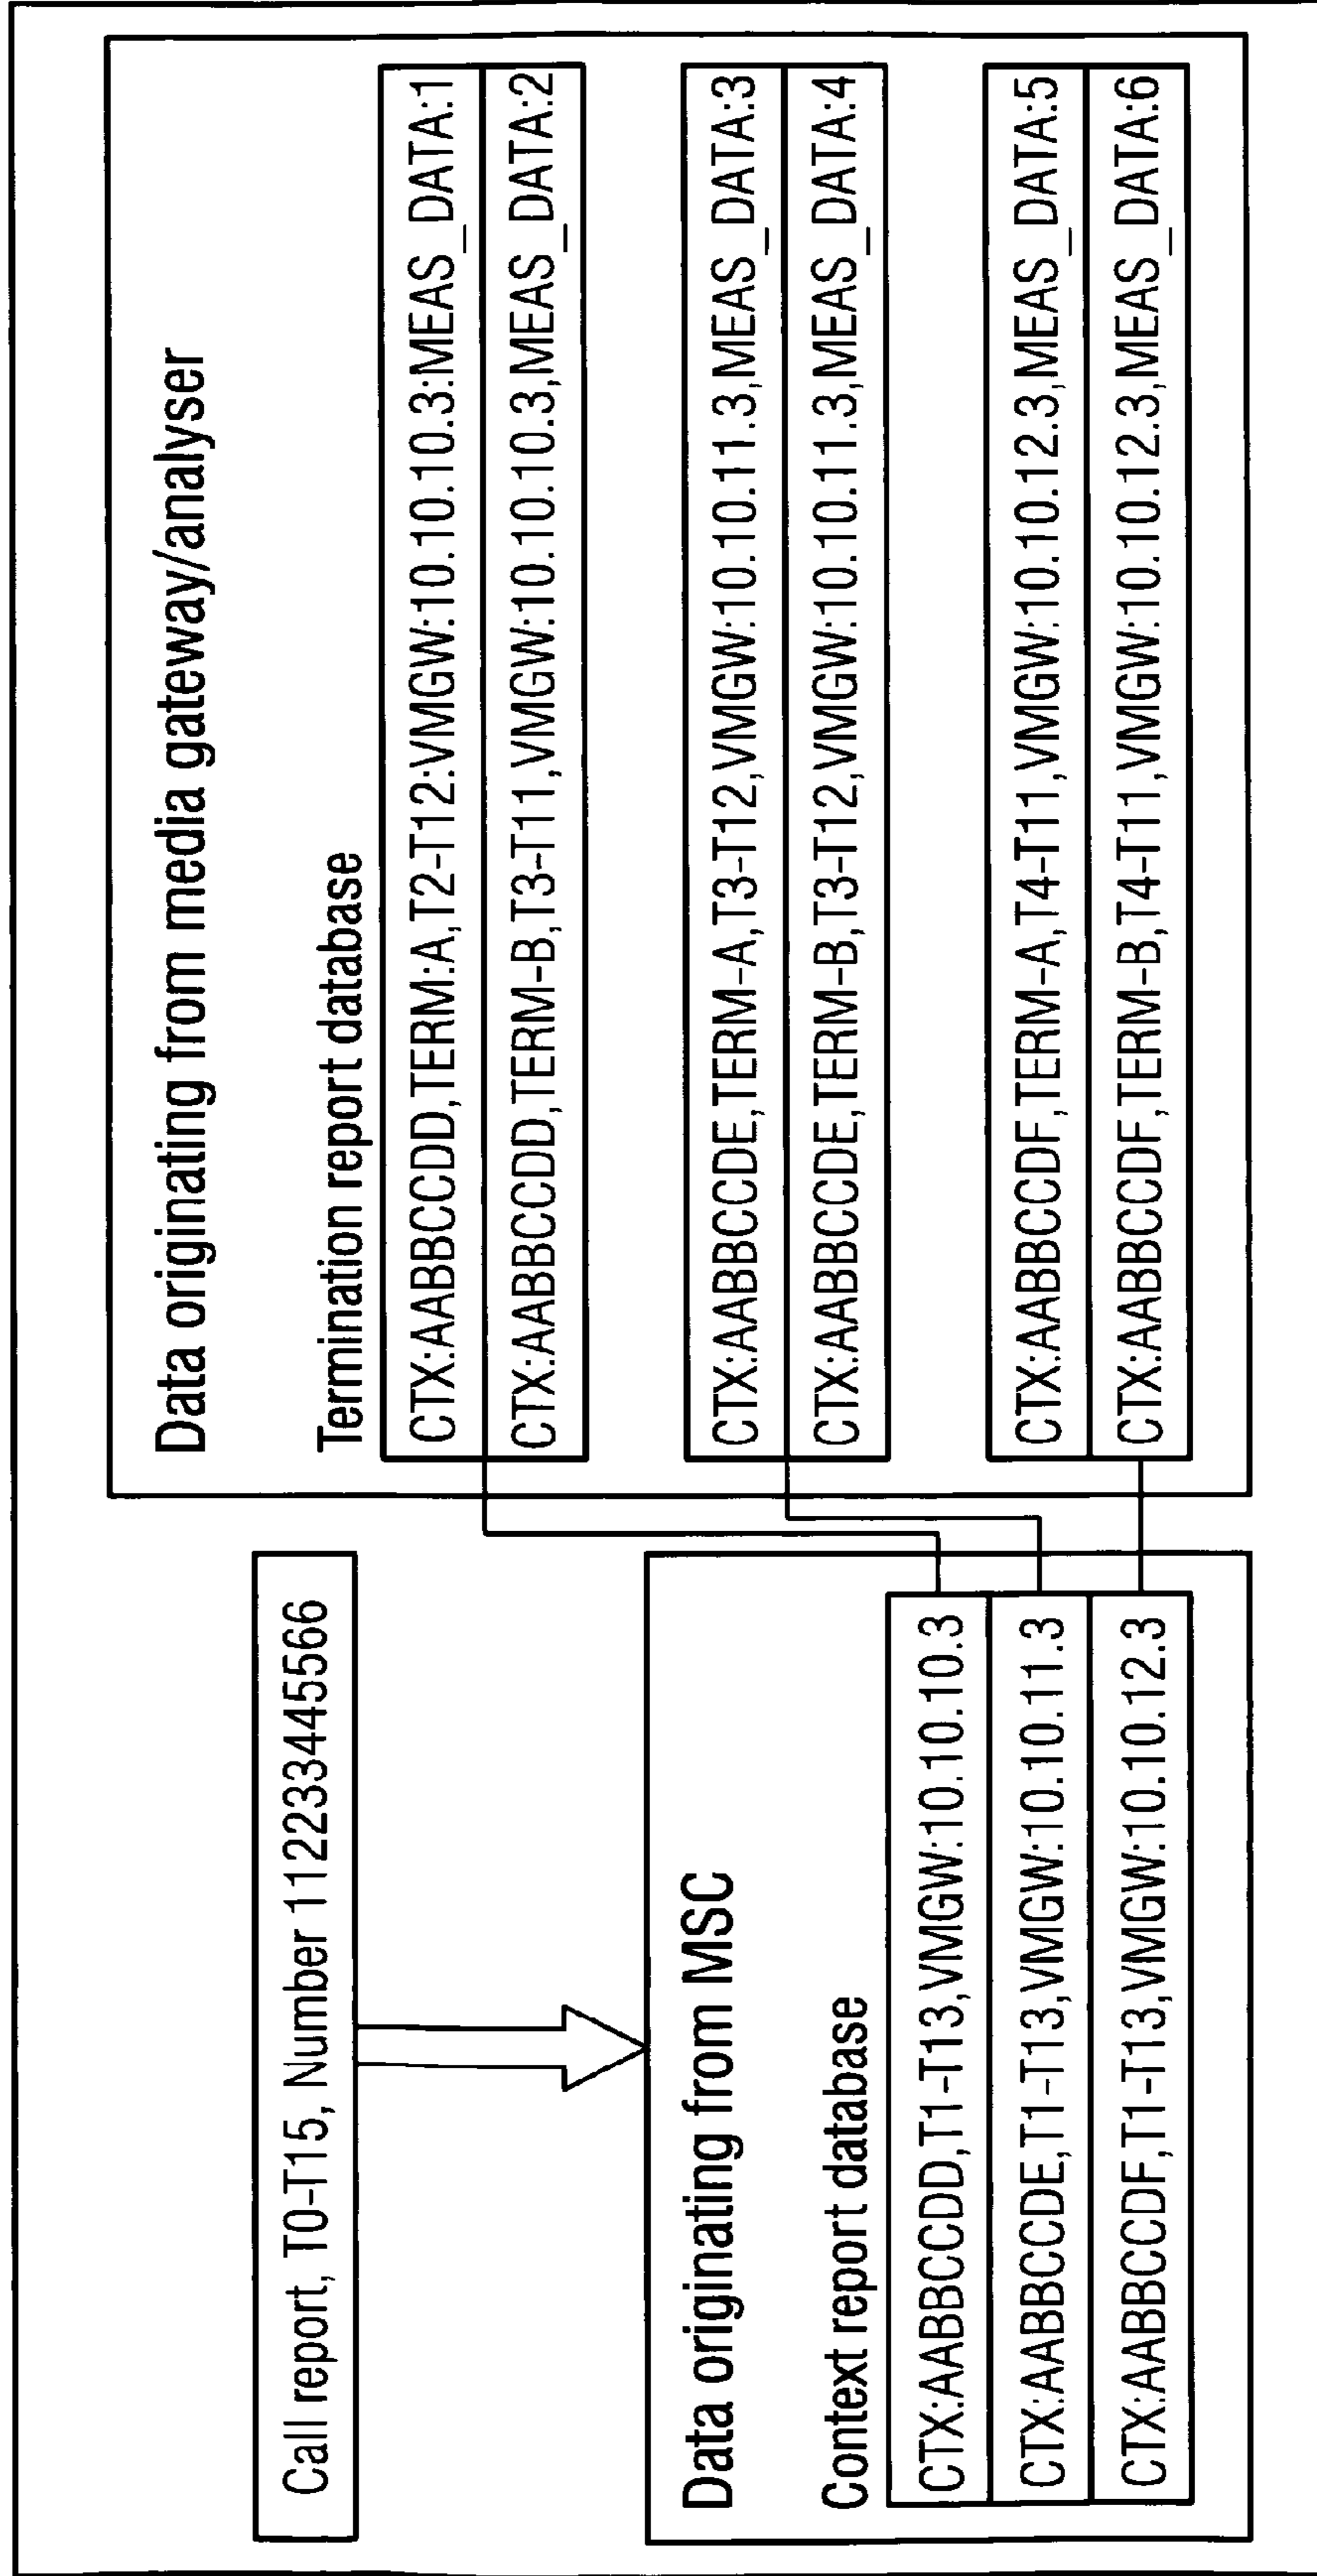 Call report, T0-T15, Number 112233445566
Data originating from MSC
Context report database
CTX:AABBCCDD,T1-T13,VMGW:10.10.10.3
CTX:AABBCCDE,T1-T13,VMGW:10.10.11.3
CTX:AABBCCDF,T1-T13,VMGW:10.10.12.3
Data originating from media gateway/analyser
Termination report database
CTX:AABBCCDD,TERM:A,T2-T12:VMGW:10.10.10.3:MEAS_DATA:1
CTX:AABBCCDD,TERM-B,T3-T11,VMGW:10.10.10.3,MEAS_DATA:2
CTX:AABBCCDE,TERM-A,T3-T12,VMGW:10.10.11.3,MEAS_DATA:3
CTX:AABBCCDE,TERM-B,T3-T12,VMGW:10.10.11.3,MEAS_DATA:4
CTX:AABBCCDF,TERM-A,T4-T11,VMGW:10.10.12.3,MEAS_DATA:5
CTX:AABBCCDF,TERM-B,T4-T11,VMGW:10.10.12.3,MEAS_DATA:6